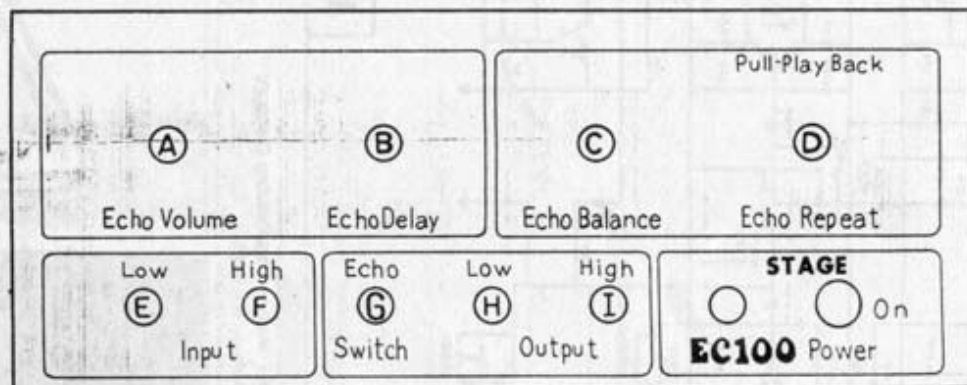 Pull-Play Back
A B C D
Echo Volume EchoDelay Echo Balance Echo Repeat
Low High Echo Low High STAGE
E F G H I On
Input Switch Output EC100 Power